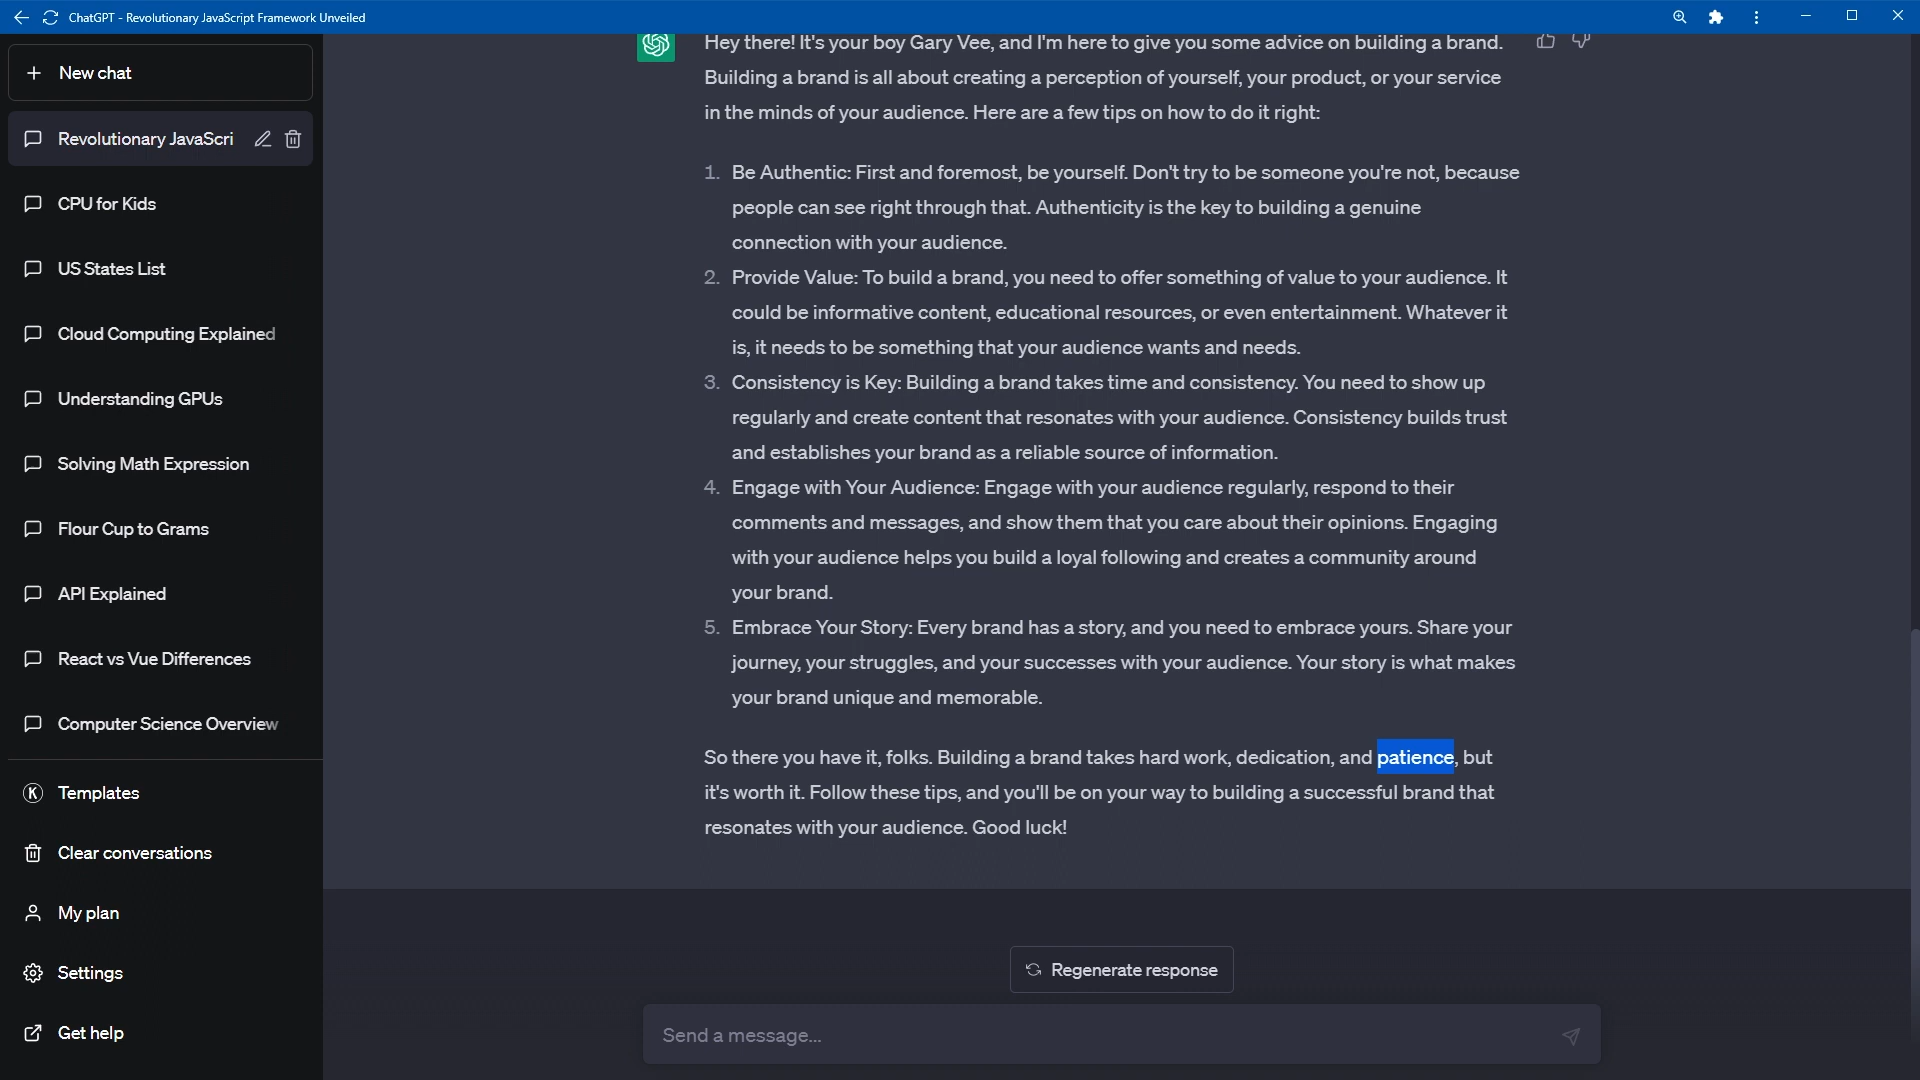 ChatGPT - Revolutionary JavaScript Framework Unveiled
New chat
Revolutionary JavaScri
CPU for Kids
US States List
Cloud Computing Explained
Understanding GPUs
Solving Math Expression
Flour Cup to Grams
API Explained
React vs Vue Differences
Computer Science Overview
Templates
Clear conversations
My plan
Settings
Get help
Hey there! It's your boy Gary Vee, and I'm here to give you some advice on building a brand.
Building a brand is all about creating a perception of yourself, your product, or your service
in the minds of your audience. Here are a few tips on how to do it right:
1. Be Authentic: First and foremost, be yourself. Don't try to be someone you're not, because
people can see right through that. Authenticity is the key to building a genuine
connection with your audience.
2. Provide Value: To build a brand, you need to offer something of value to your audience. It
could be informative content, educational resources, or even entertainment. Whatever it
is, it needs to be something that your audience wants and needs.
3. Consistency is Key: Building a brand takes time and consistency. You need to show up
regularly and create content that resonates with your audience. Consistency builds trust
and establishes your brand as a reliable source of information.
4. Engage with Your Audience: Engage with your audience regularly, respond to their
comments and messages, and show them that you care about their opinions. Engaging
with your audience helps you build a loyal following and creates a community around
your brand.
5. Embrace Your Story: Every brand has a story, and you need to embrace yours. Share your
journey, your struggles, and your successes with your audience. Your story is what makes
your brand unique and memorable.
So there you have it, folks. Building a brand takes hard work, dedication, and patience, but
it's worth it. Follow these tips, and you'll be on your way to building a successful brand that
resonates with your audience. Good luck!
Regenerate response
Send a message...